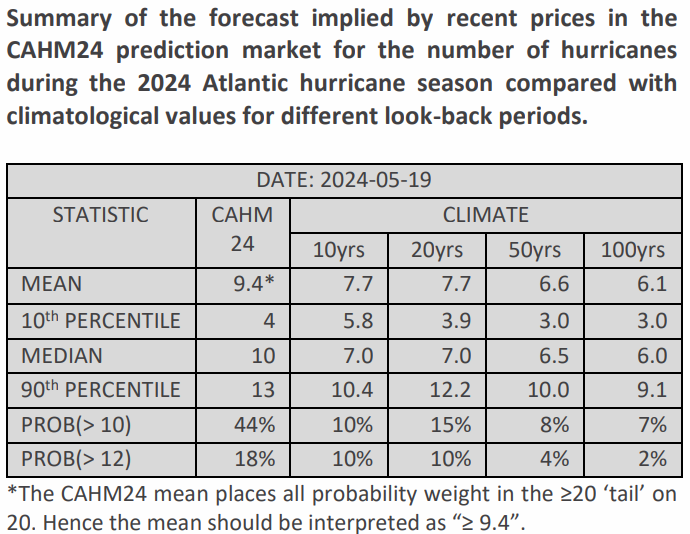 Summary of the forecast implied by recent prices in the
CAHM24 prediction market for the number of hurricanes
during the 2024 Atlantic hurricane season compared with
climatological values for different look-back periods.
DATE: 2024-05-19
STATISTIC CAHM 24 CLIMATE
10yrs 20yrs 50yrs 100yrs
MEAN 9.4* 7.7 7.7 6.6 6.1
10th PERCENTILE 4 5.8 3.9 3.0 3.0
MEDIAN 10 7.0 7.0 6.5 6.0
90th PERCENTILE 13 10.4 12.2 10.0 9.1
PROB(> 10) 44% 10% 15% 8% 7%
PROB(> 12) 18% 10% 10% 4% 2%
*The CAHM24 mean places all probability weight in the ≥20 ‘tail’ on
20. Hence the mean should be interpreted as “≥ 9.4”.